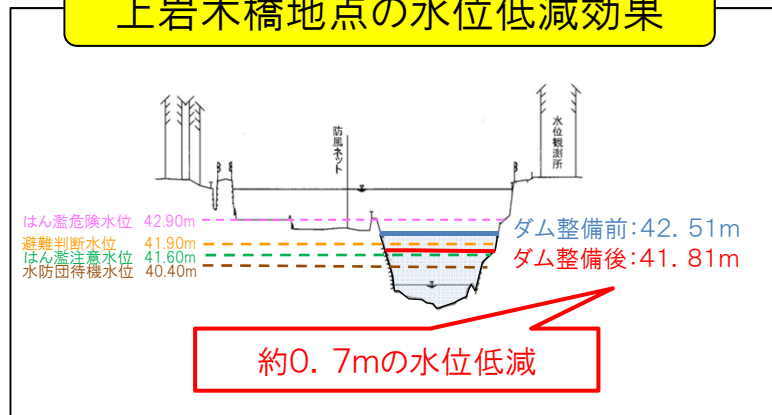 上岩木橋地点の水位低減効果
防風ネット
水位観測所
はん濫危険水位 42.90m
避難判断水位 41.90m
はん濫注意水位 41.60m
水防団待機水位 40.40m
ダム整備前:42.51m
ダム整備後:41.81m
約0.7mの水位低減